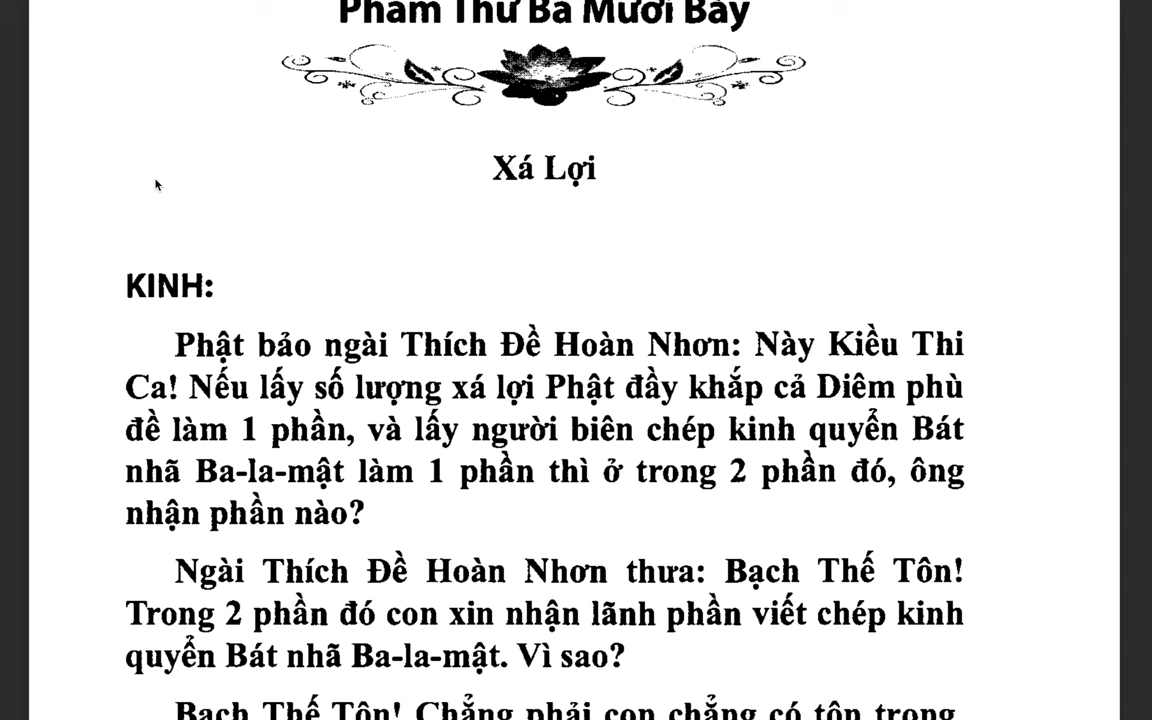 Phẩm Thứ Ba Mươi Bảy
Xá Lợi
KINH:
Phật bảo ngài Thích Đề Hoàn Nhơn: Này Kiều Thi
Ca! Nếu lấy số lượng xá lợi Phật đầy khắp cả Diêm phù
đề làm 1 phần, và lấy người biên chép kinh quyển Bát
nhã Ba-la-mật làm 1 phần thì ở trong 2 phần đó, ông
nhận phần nào?
Ngài Thích Đề Hoàn Nhơn thưa: Bạch Thế Tôn!
Trong 2 phần đó con xin nhận lãnh phần viết chép kinh
quyển Bát nhã Ba-la-mật. Vì sao?
Bạch Thế Tôn! Chẳng phải con chẳng có tôn trọng